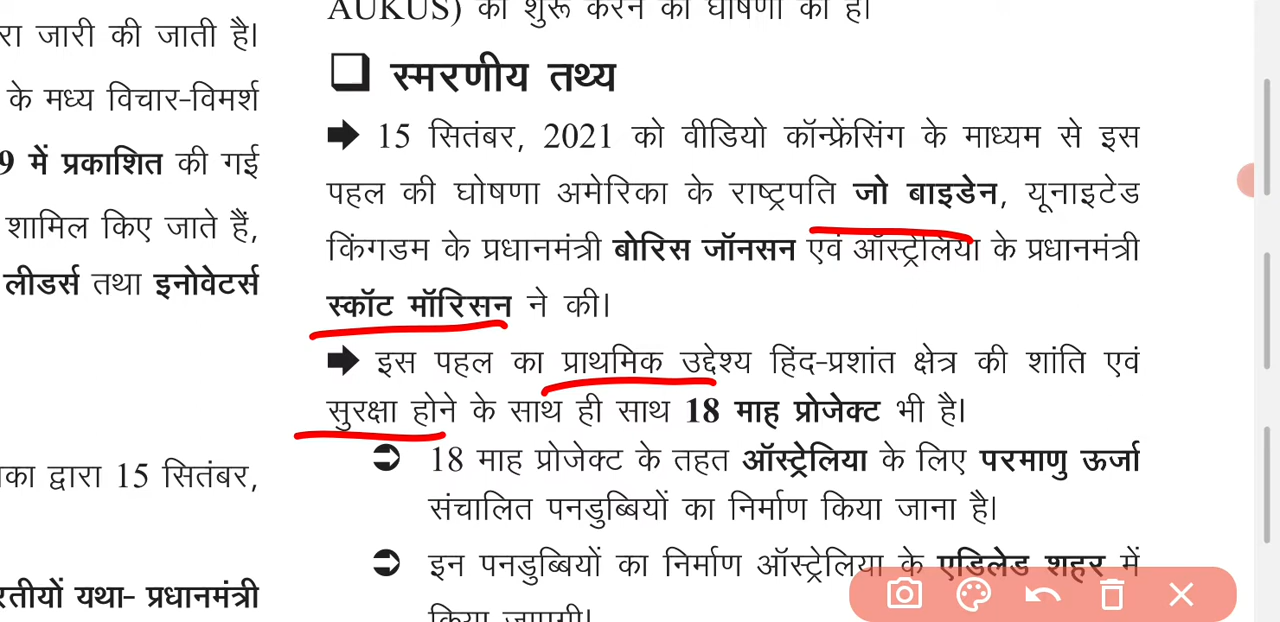 रा जारी की जाती है।
के मध्य विचार-विमर्श
9 में प्रकाशित की गई
शामिल किए जाते हैं,
लीडर्स तथा इनोवेटर्स
का द्वारा 15 सितंबर,
रतीयों यथा- प्रधानमंत्री
AUKUS) को शुरू करने की घोषणा की है।
स्मरणीय तथ्य
15 सितंबर, 2021 को वीडियो कॉन्फ्रेंसिंग के माध्यम से इस
पहल की घोषणा अमेरिका के राष्ट्रपति जो बाइडेन, यूनाइटेड
किंगडम के प्रधानमंत्री बोरिस जॉनसन एवं ऑस्ट्रेलिया के प्रधानमंत्री
स्कॉट मॉरिसन ने की।
इस पहल का प्राथमिक उद्देश्य हिंद-प्रशांत क्षेत्र की शांति एवं
सुरक्षा होने के साथ ही साथ 18 माह प्रोजेक्ट भी है।
18 माह प्रोजेक्ट के तहत ऑस्ट्रेलिया के लिए परमाणु ऊर्जा
संचालित पनडुब्बियों का निर्माण किया जाना है।
इन पनडुब्बियों का निर्माण ऑस्ट्रेलिया के एडिलेड शहर में
किया जाएगी।